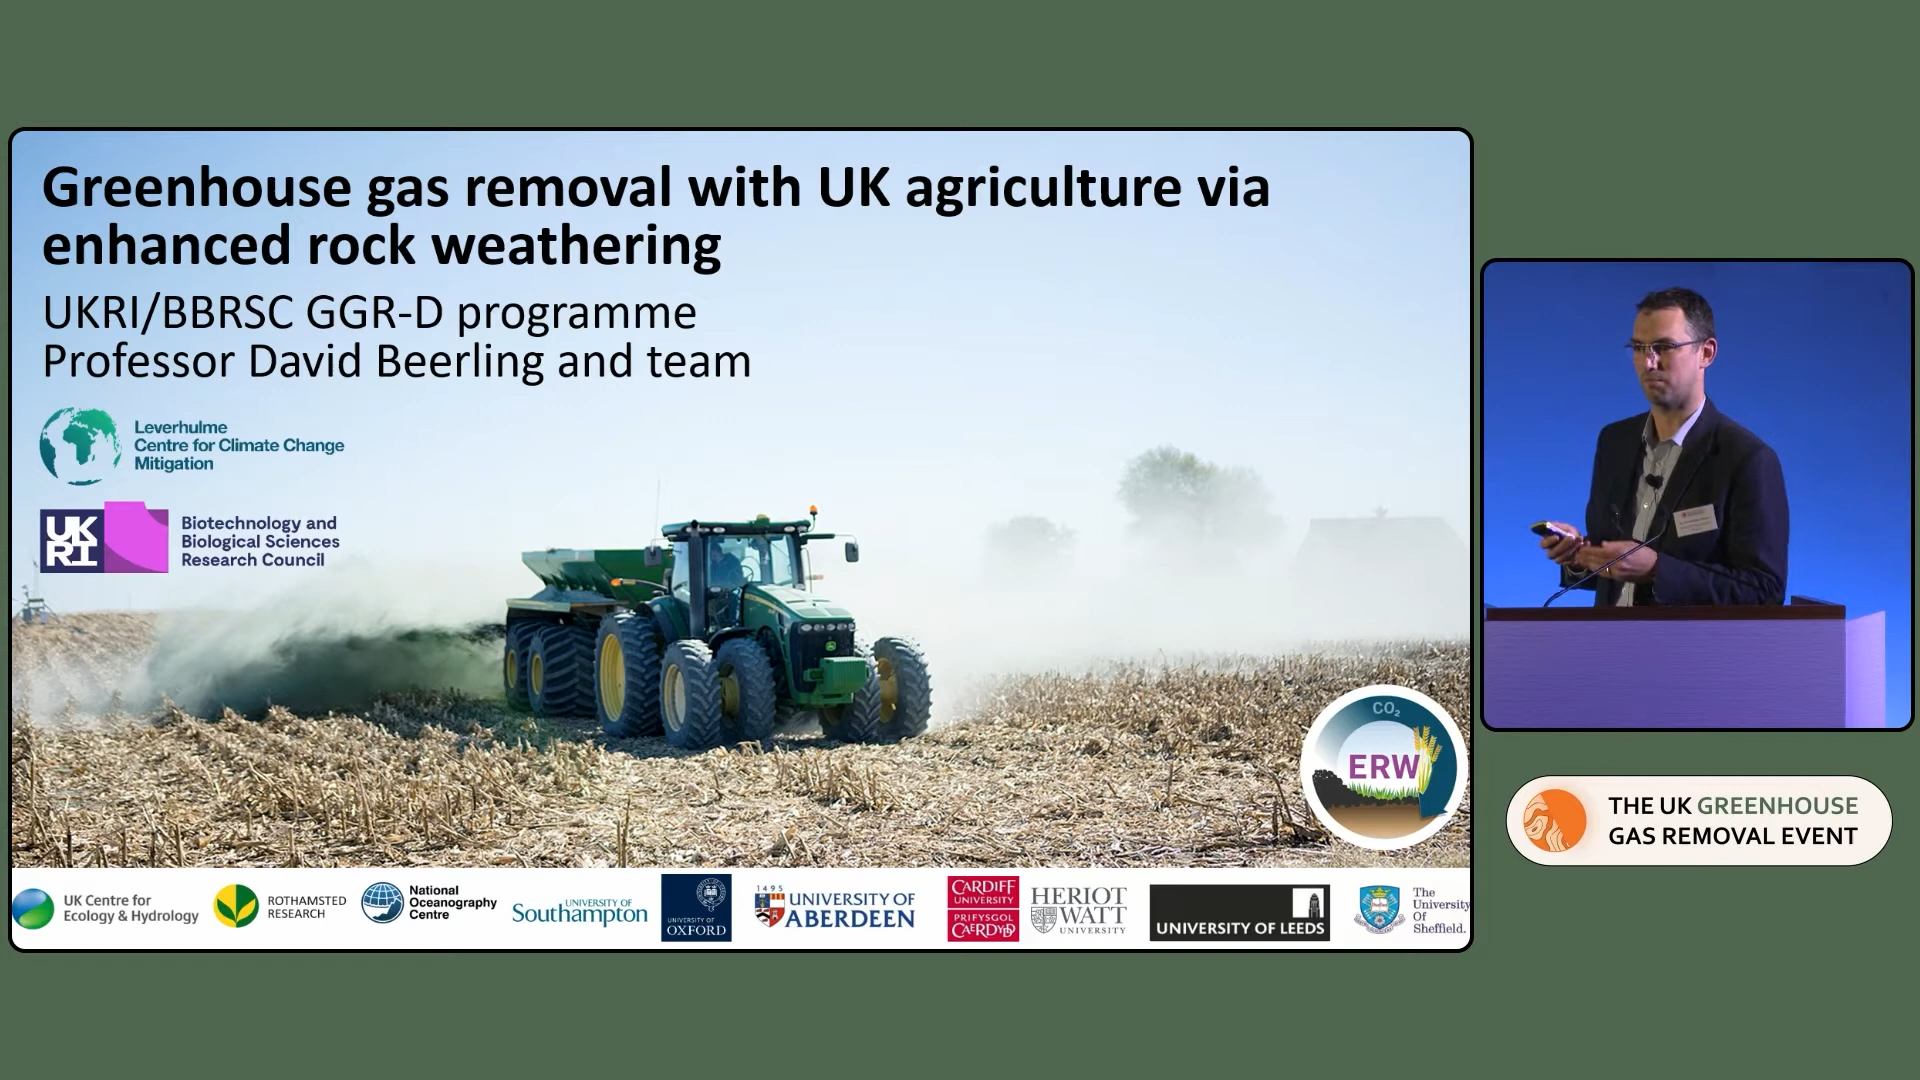 Greenhouse gas removal with UK agriculture via
enhanced rock weathering
UKRI/BBRSC GGR-D programme
Professor David Beerling and team
Leverhulme
Centre for Climate Change
Mitigation
UK
RI
Biotechnology and
Biological Sciences
Research Council
CO₂
ERW
UK Centre for
Ecology & Hydrology
ROTHAMSTED
RESEARCH
National
Oceanography
Centre
UNIVERSITY OF
Southampton
UNIVERSITY OF
OXFORD
1495
UNIVERSITY OF
ABERDEEN
CARDIFF
UNIVERSITY
PRIFYSGOL
CAERDYDD
HERIOT
WATT
UNIVERSITY
UNIVERSITY OF LEEDS
The
University
Of
Sheffield.
THE UK GREENHOUSE
GAS REMOVAL EVENT